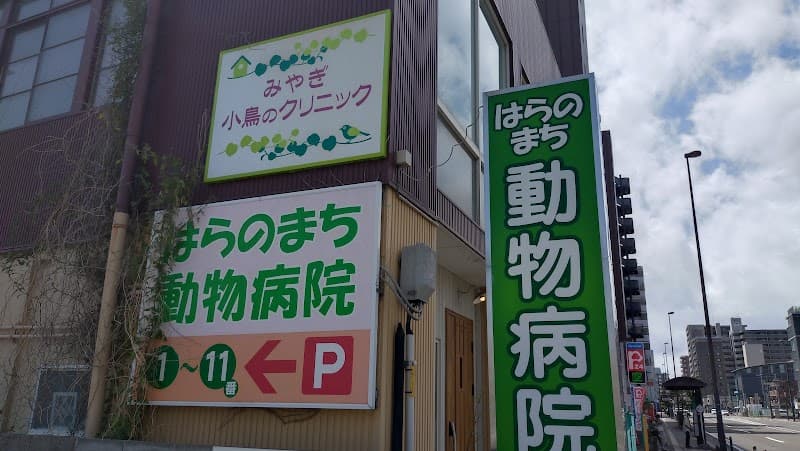 みやぎ
小鳥のクリニック
はらのまち
動物病院
1〜11番
P
はらの
まち
動物病院